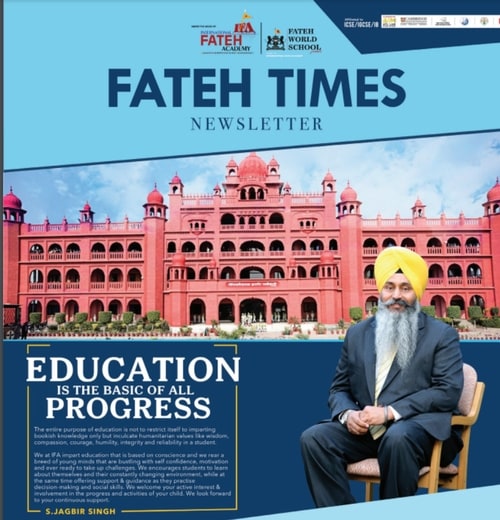 INTERNATIONAL
FATEH
ACADEMY
IFA
FATEH
WORLD
SCHOOL
ICSE/IGCSE/IB
FATEH TIMES
NEWSLETTER
EDUCATION
IS THE BASIC OF ALL
PROGRESS
The entire purpose of education is not to restrict itself to imparting
bookish knowledge only but inculcate humanitarian values like wisdom,
compassion, courage, humility, integrity and reliability in a student.
We at IFA impart education that is based on conscience and we rear a
breed of young minds that are bustling with self confidence, motivation
and ever ready to take up challenges. We encourages students to learn
about themselves and their constantly changing environment, while at
the same time offering support & guidance as they practise
decision-making and social skills. We welcome your active interest &
involvement in the progress and activities of your child. We look forward
to your continuous support.
S.JAGBIR SINGH